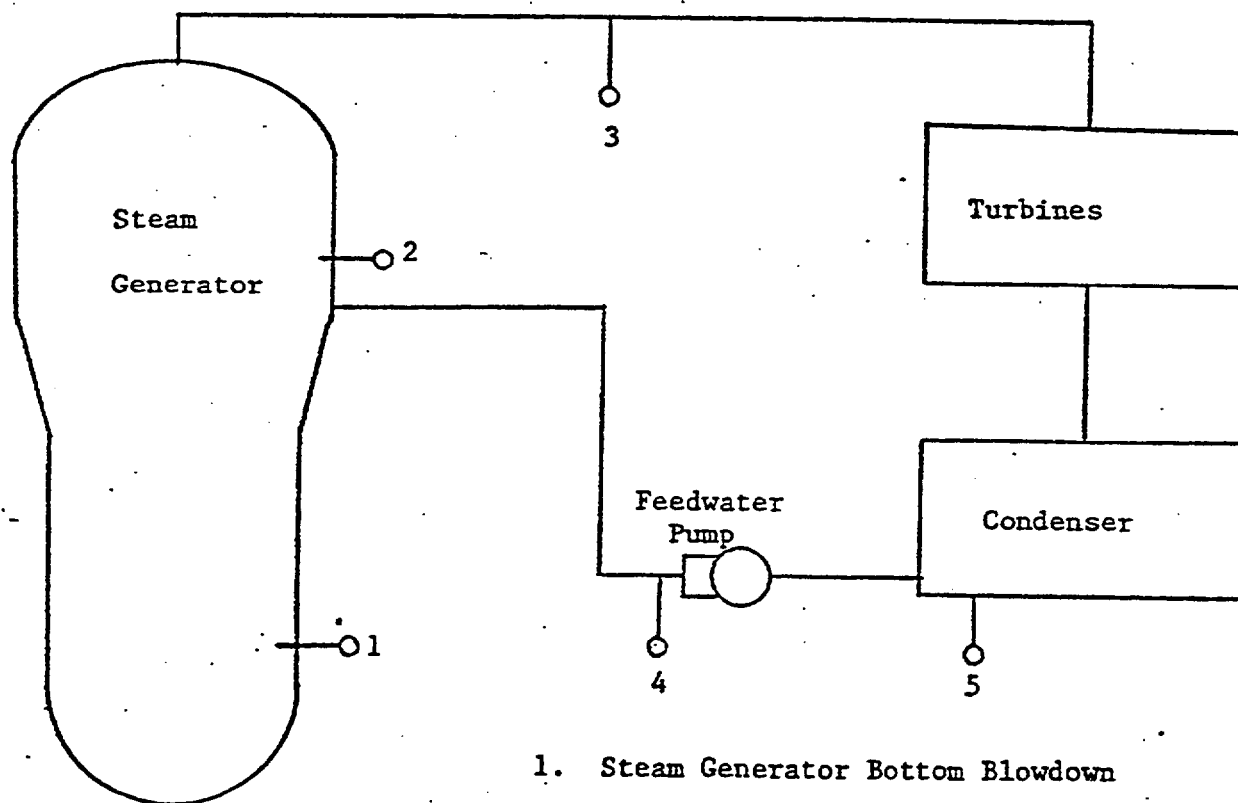 3
Turbines
Steam
Generator
2
Feedwater
Pump
Condenser
1
4
5
1. Steam Generator Bottom Blowdown